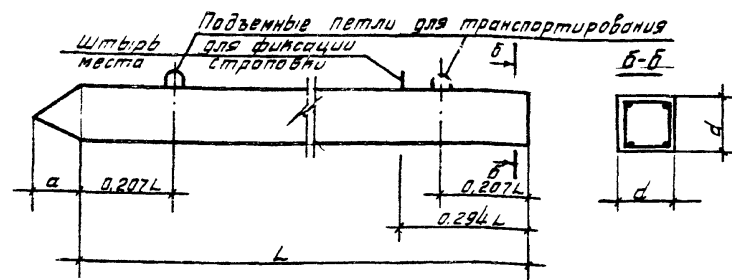 Подъемные петли для транспортирования
Штырь для фиксации
места строповки
б
б-б
d
б
a
0,207L
0,207L
0.294L
d
L